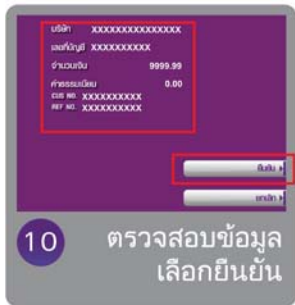 บริษัท XXXXXXXXXXXXXXX
เลขที่บัญชี XXXXXXXXXX
จำนวนเงิน 9999.99
ค่าธรรมเนียม 0.00
CUS NO. XXXXXXXXXX
REF NO. XXXXXXXXXX
ยืนยัน
ยกเลิก
10 ตรวจสอบข้อมูล
เลือกยืนยัน